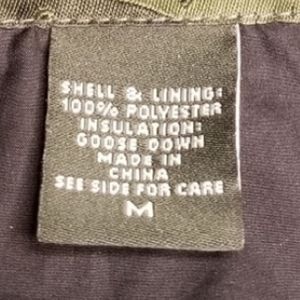 SHELL & LINING:
100% POLYESTER
INSULATION:
GOOSE DOWN
MADE IN
CHINA
SEE SIDE FOR CARE
M